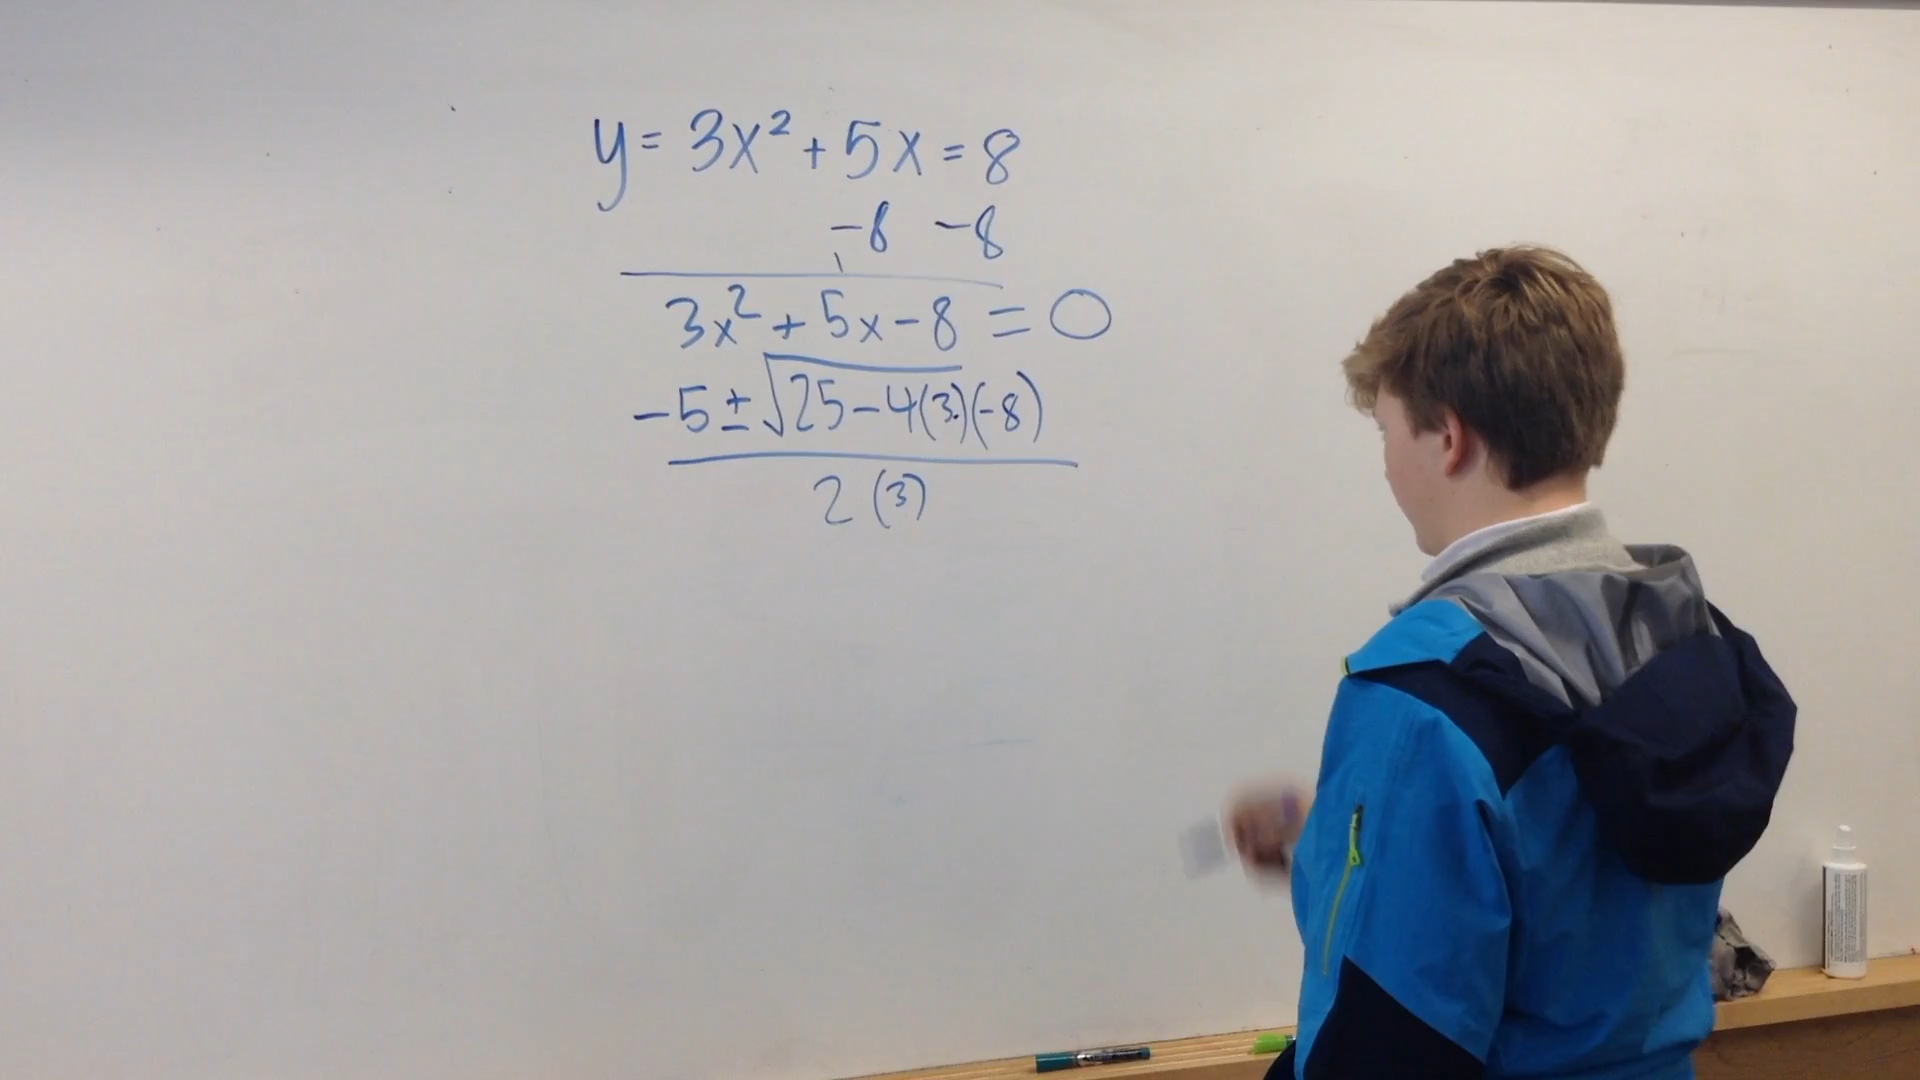 y = 3x² + 5x = 8
-8 -8
3x² + 5x - 8 = 0
-5 ± √25 - 4(3)(-8)
2 (3)